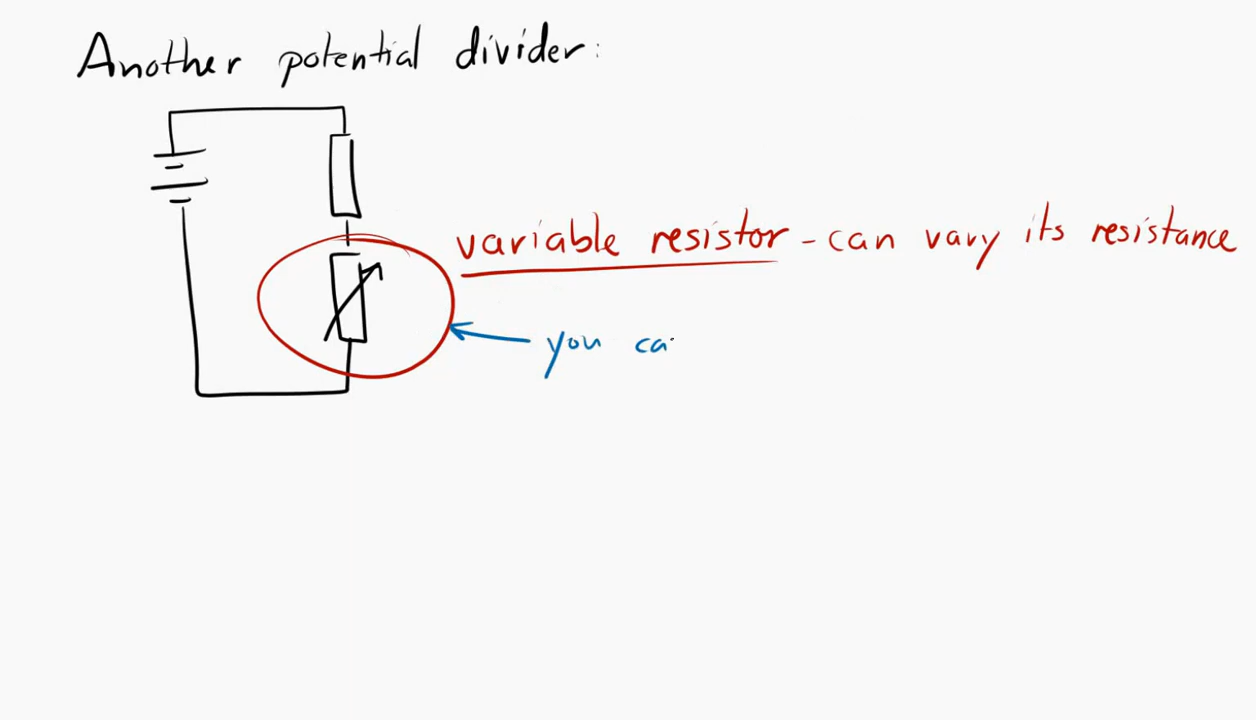 Another potential divider:
variable resistor - can vary its resistance
you ca